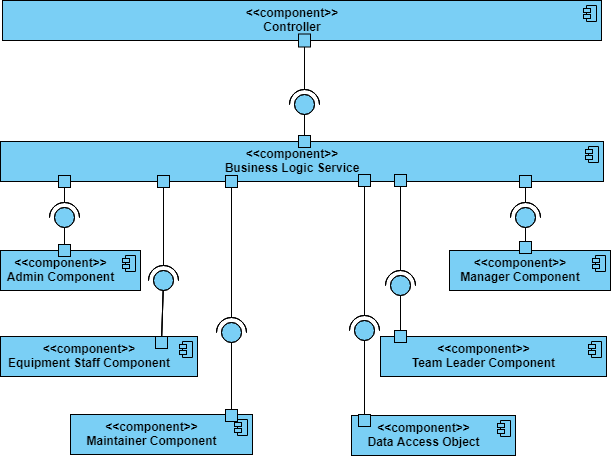 <<component>>
Controller
<<component>>
Business Logic Service
<<component>>
Admin Component
<<component>>
Manager Component
<<component>>
Equipment Staff Component
<<component>>
Team Leader Component
<<component>>
Maintainer Component
<<component>>
Data Access Object